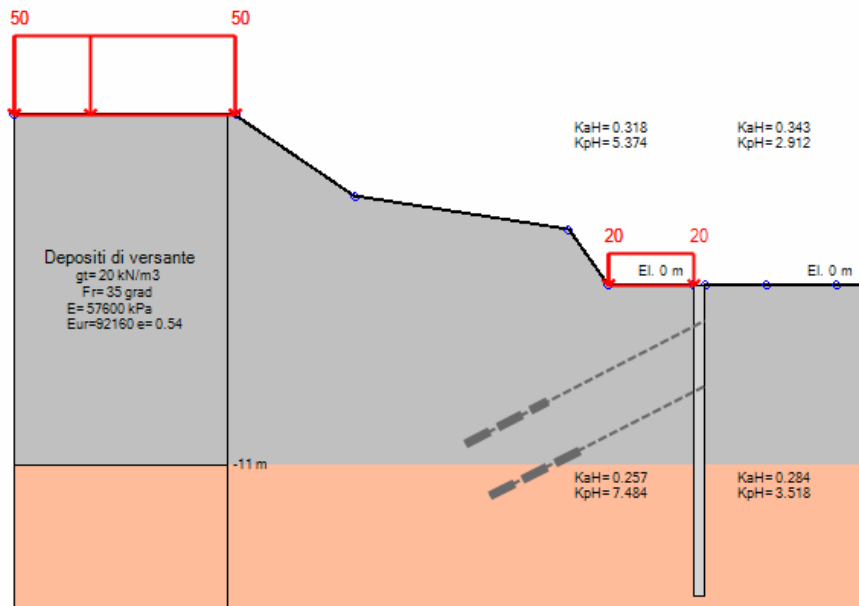 50
50
KaH= 0.318
KpH= 5.374
KaH= 0.343
KpH= 2.912
20
20
El. 0 m
El. 0 m
Depositi di versante
gt= 20 kN/m3
Fr= 35 grad
E= 57600 kPa
Eur=92160 e= 0.54
-11 m
KaH= 0.257
KpH= 7.484
KaH= 0.284
KpH= 3.518